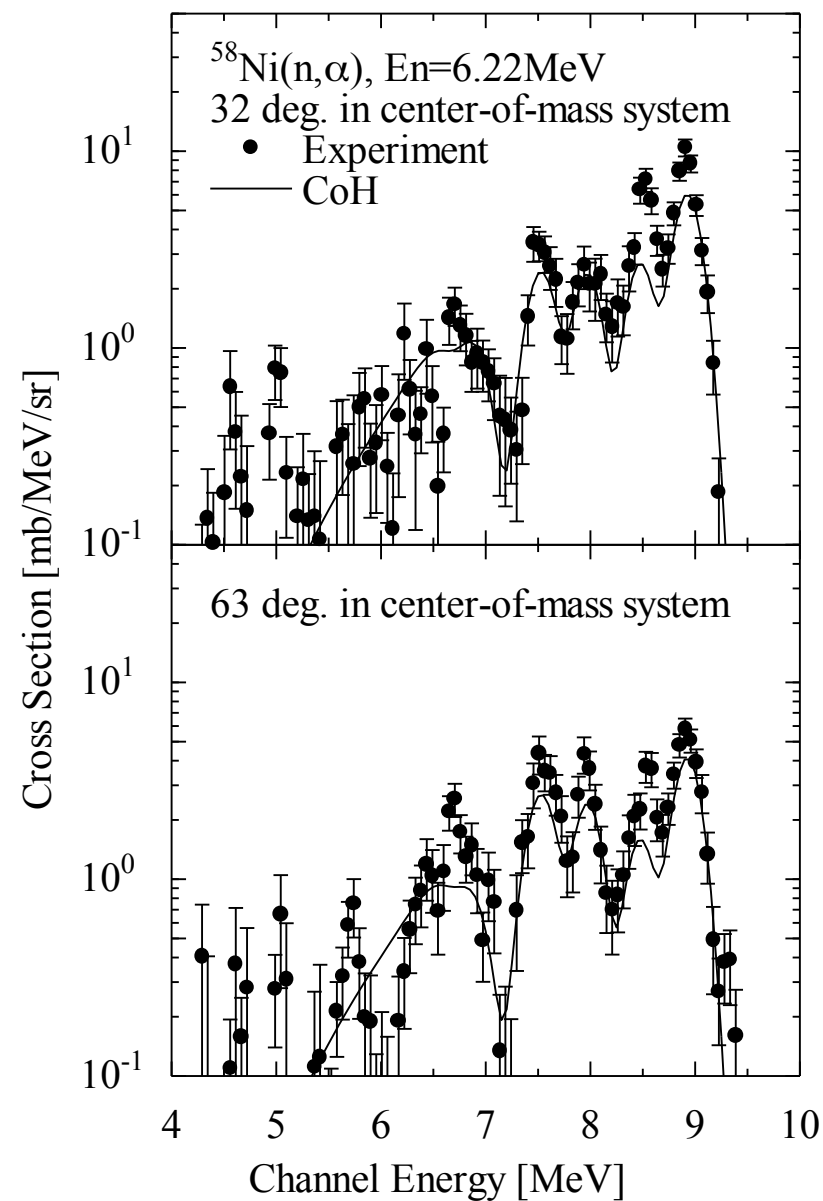 ⁵⁸Ni(n,α), En=6.22MeV
32 deg. in center-of-mass system
Experiment
CoH
10¹
10⁰
10⁻¹
63 deg. in center-of-mass system
10¹
10⁰
10⁻¹
Cross Section [mb/MeV/sr]
4 5 6 7 8 9 10
Channel Energy [MeV]